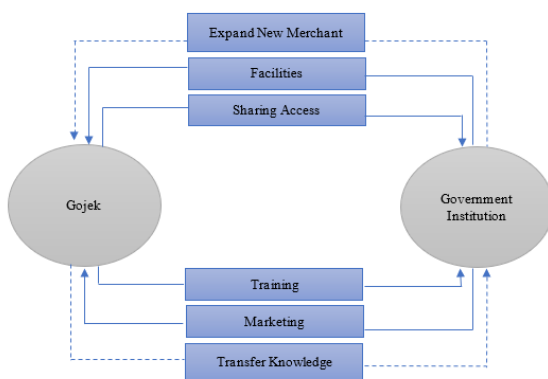 Expand New Merchant
Facilities
Sharing Access
Gojek
Government
Institution
Training
Marketing
Transfer Knowledge